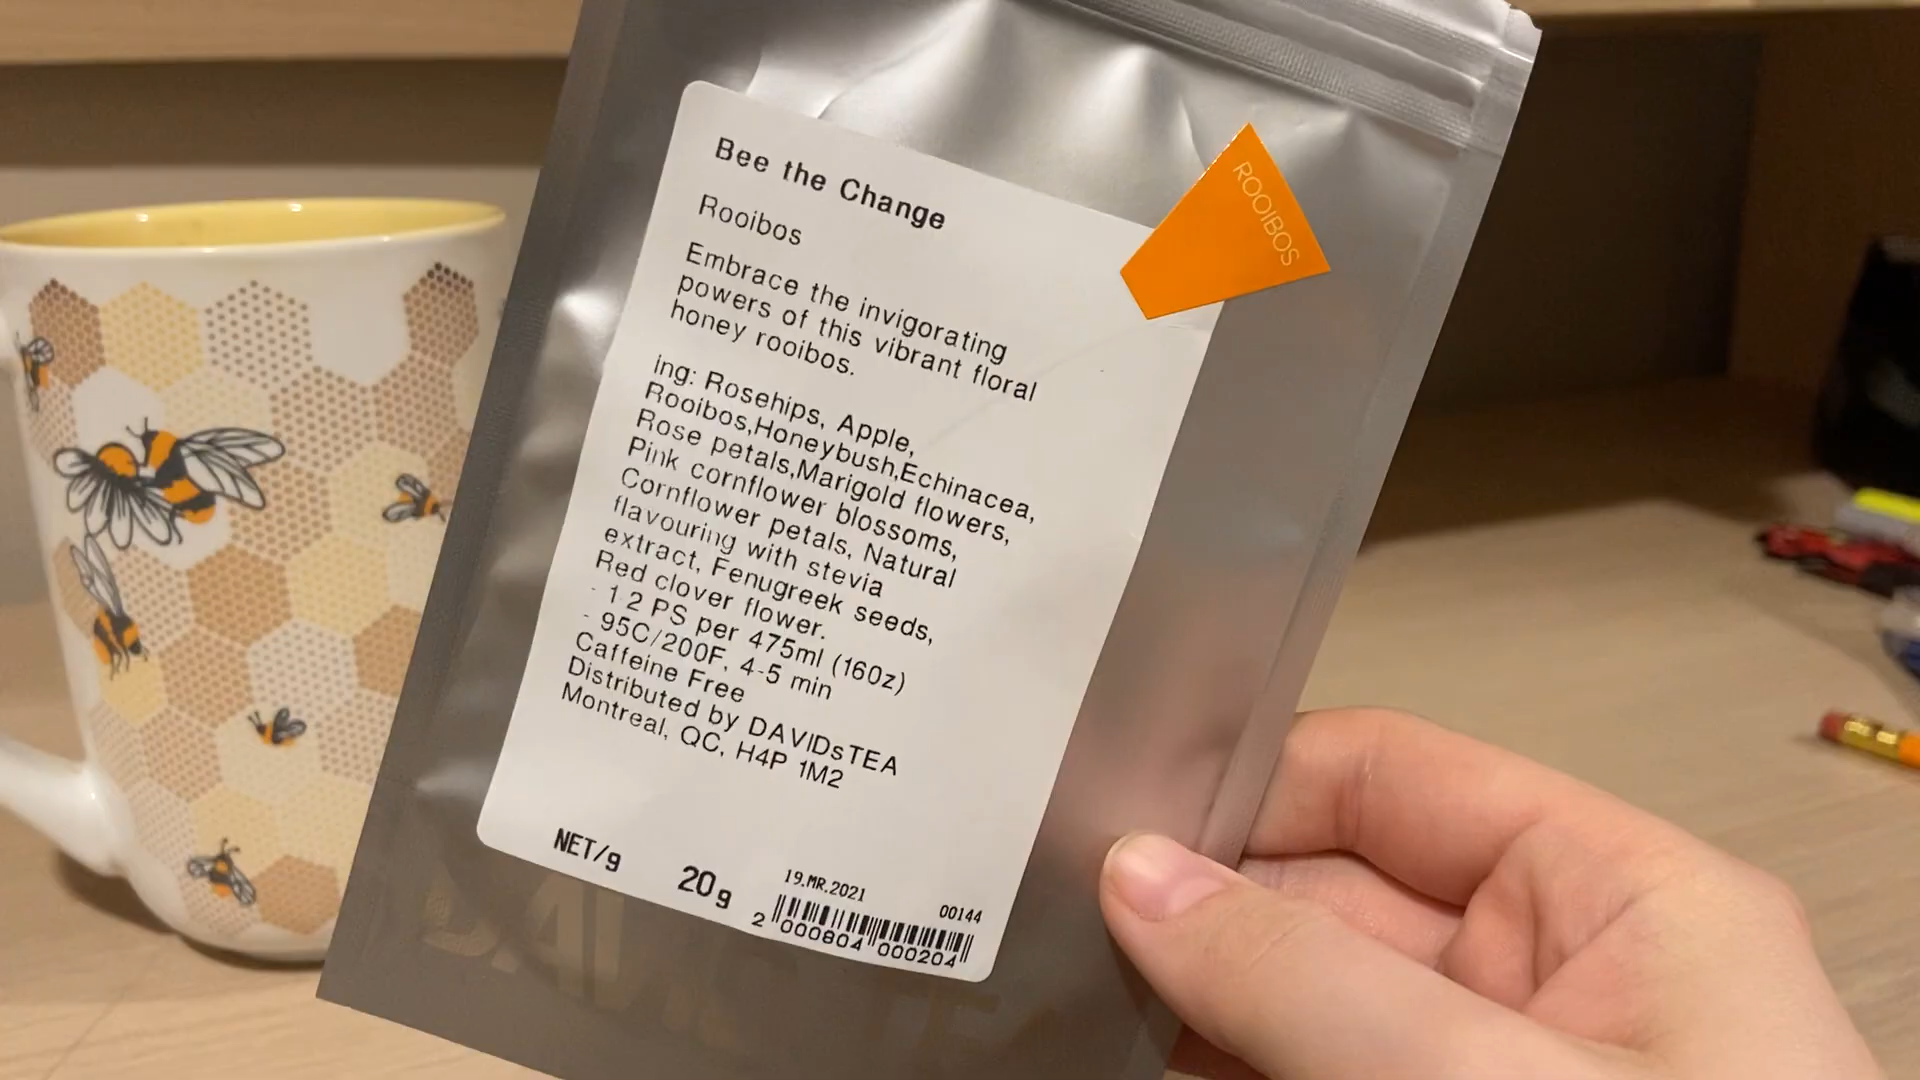 Bee the Change
ROOIBOS
Rooibos
Embrace the invigorating
powers of this vibrant floral
honey rooibos.
ing: Rosehips, Apple,
Rooibos,Honeybush,Echinacea,
Rose petals,Marigold flowers,
Pink cornflower blossoms,
Cornflower petals, Natural
flavouring with stevia
extract, Fenugreek seeds,
Red clover flower.
- 1 2 PS per 475ml (16oz)
- 95C/200F, 4-5 min
Caffeine Free
Distributed by DAVIDsTEA
Montreal, QC, H4P 1M2
NET/g 20g 19.MR.2021 00144
2 000804 000204